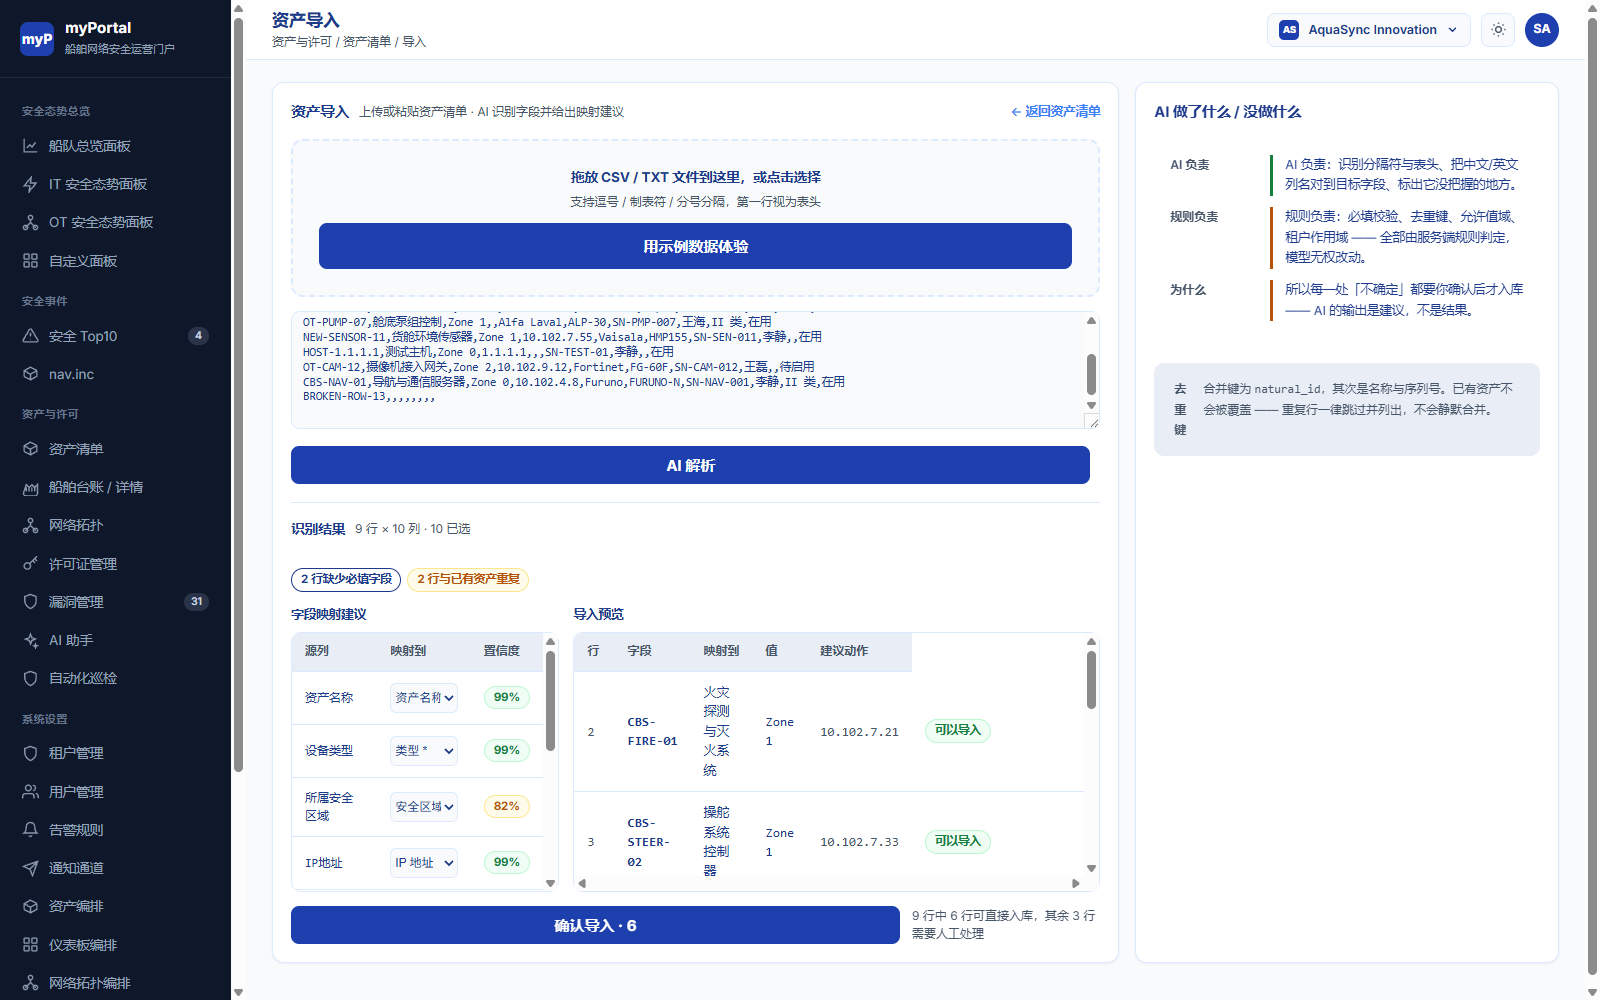 myP
myPortal
船舶网络安全运营门户
安全态势总览
船队总览面板
IT 安全态势面板
OT 安全态势面板
自定义面板
安全事件
安全 Top10
4
nav.inc
资产与许可
资产清单
船舶台账 / 详情
网络拓扑
许可证管理
漏洞管理
31
AI 助手
自动化巡检
系统设置
租户管理
用户管理
告警规则
通知通道
资产编排
仪表板编排
网络拓扑编排
资产导入
资产与许可 / 资产清单 / 导入
AS
AquaSync Innovation
SA
资产导入
上传或粘贴资产清单 · AI 识别字段并给出映射建议
← 返回资产清单
拖放 CSV / TXT 文件到这里，或点击选择
支持逗号 / 制表符 / 分号分隔，第一行视为表头
用示例数据体验
OT-PUMP-07,舱底泵组控制,Zone 1,,Alfa Laval,ALP-30,SN-PMP-007,王海,II 类,在用
NEW-SENSOR-11,货舱环境传感器,Zone 1,10.102.7.55,Vaisala,HMP155,SN-SEN-011,李静,,在用
HOST-1.1.1.1,测试主机,Zone 0,1.1.1.1,,,SN-TEST-01,李静,,在用
OT-CAM-12,摄像机接入网关,Zone 2,10.102.9.12,Fortinet,FG-60F,SN-CAM-012,王磊,,待启用
CBS-NAV-01,导航与通信服务器,Zone 0,10.102.4.8,Furuno,FURUNO-N,SN-NAV-001,李静,II 类,在用
BROKEN-ROW-13,,,,,,,,
AI 解析
识别结果
9 行 × 10 列 · 10 已选
2 行缺少必填字段
2 行与已有资产重复
字段映射建议
源列
映射到
置信度
资产名称
资产名称
99%
设备类型
类型 *
99%
所属安全
区域
安全区域
82%
IP地址
IP 地址
99%
导入预览
行
字段
映射到
值
建议动作
2
CBS-
FIRE-01
火灾
探测
与灭
火系
统
Zone
1
10.102.7.21
可以导入
3
CBS-
STEER-
02
操舵
系统
控制
器
Zone
1
10.102.7.33
可以导入
确认导入 · 6
9 行中 6 行可直接入库，其余 3 行
需要人工处理
AI 做了什么 / 没做什么
AI 负责
AI 负责：识别分隔符与表头、把中文/英文
列名对到目标字段、标出它没把握的地方。
规则负责
规则负责：必填校验、去重键、允许值域、
租户作用域 —— 全部由服务端规则判定，
模型无权改动。
为什么
所以每一处「不确定」都要你确认后才入库
—— AI 的输出是建议，不是结果。
去
重
键
合并键为 natural_id，其次是名称与序列号。已有资产不
会被覆盖 —— 重复行一律跳过并列出，不会静默合并。